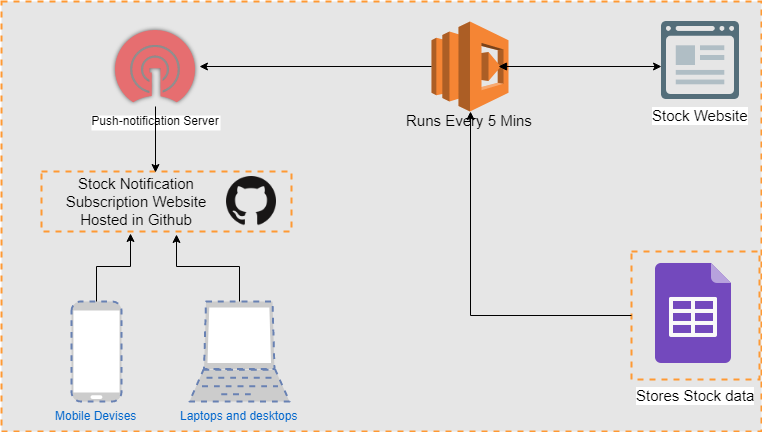 Push-notification Server
Runs Every 5 Mins
Stock Website
Stock Notification
Subscription Website
Hosted in Github
Stores Stock data
Mobile Devises
Laptops and desktops